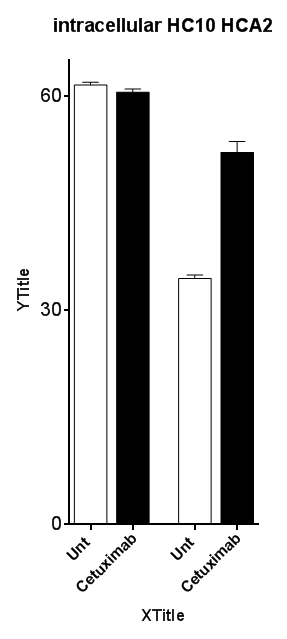 intracellular HC10 HCA2
60
30
0
YTitle
Unt
Cetuximab
Unt
Cetuximab
XTitle